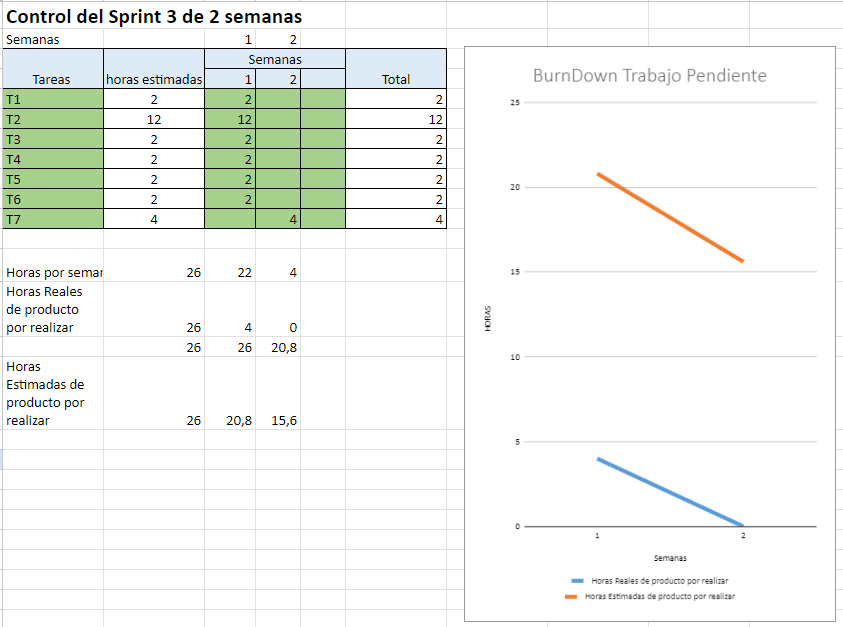 Control del Sprint 3 de 2 semanas
Semanas 1 2
Semanas
Tareas horas estimadas 1 2 Total
T1 2 2 2
T2 12 12 12
T3 2 2 2
T4 2 2 2
T5 2 2 2
T6 2 2 2
T7 4 4 4
Horas por semar 26 22 4
Horas Reales
de producto
por realizar 26 4 0
26 26 20,8
Horas
Estimadas de
producto por
realizar 26 20,8 15,6
BurnDown Trabajo Pendiente
25
20
15
10
5
0
HORAS
1 2
Semanas
Horas Reales de producto por realizar
Horas Estimadas de producto por realizar